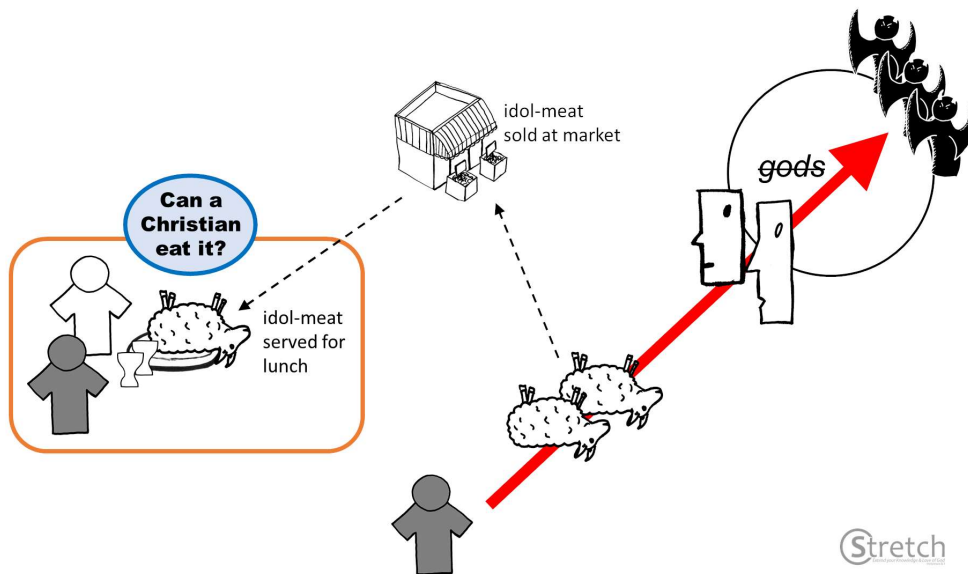 idol-meat
sold at market
gods
Can a
Christian
eat it?
idol-meat
served for
lunch
Stretch